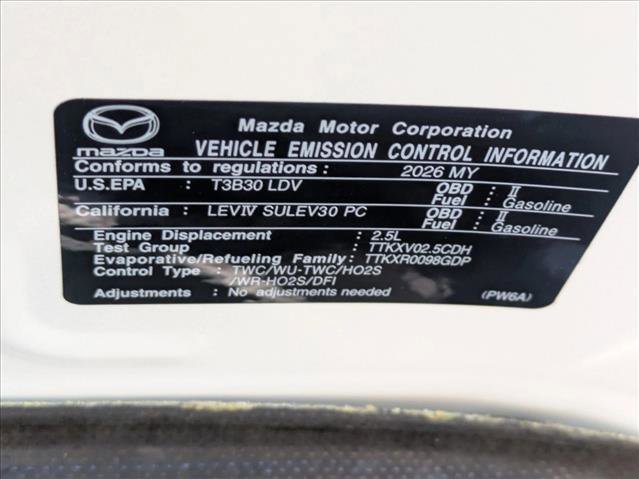 Mazda Motor Corporation
mazda VEHICLE EMISSION CONTROL INFORMATION
Conforms to regulations : 2026 MY
U.S.EPA : T3B30 LDV OBD : II
Fuel : Gasoline
California : LEVIV SULEV30 PC OBD : II
Fuel : Gasoline
Engine Displacement : 2.5L
Test Group : TTKXV02.5CDH
Evaporative/Refueling Family: TTKXR0098GDP
Control Type : TWC/WU-TWC/HO2S
/WR-HO2S/DFI
Adjustments : No adjustments needed (PW6A)